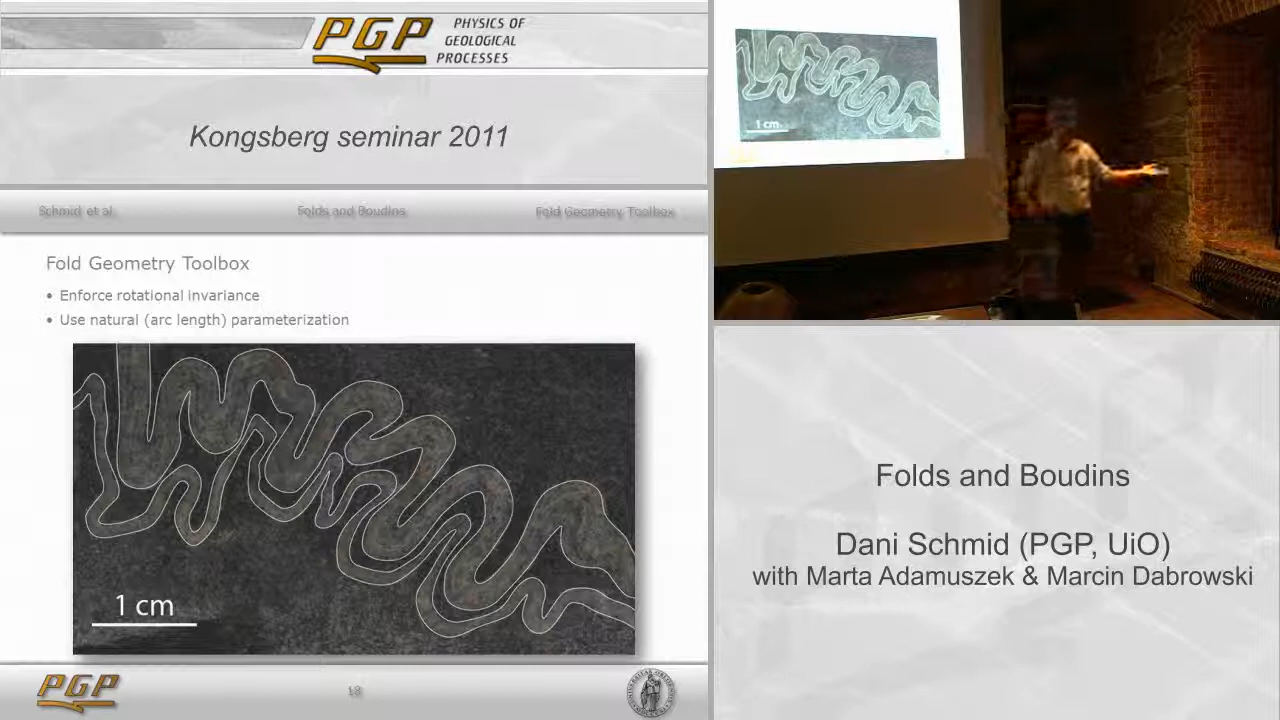 PGP
PHYSICS OF
GEOLOGICAL
PROCESSES
Kongsberg seminar 2011
Schmid et al.
Folds and Boudins
Fold Geometry Toolbox
Fold Geometry Toolbox
• Enforce rotational invariance
• Use natural (arc length) parameterization
1 cm
PGP
18
1 cm
Folds and Boudins
Dani Schmid (PGP, UiO)
with Marta Adamuszek & Marcin Dabrowski